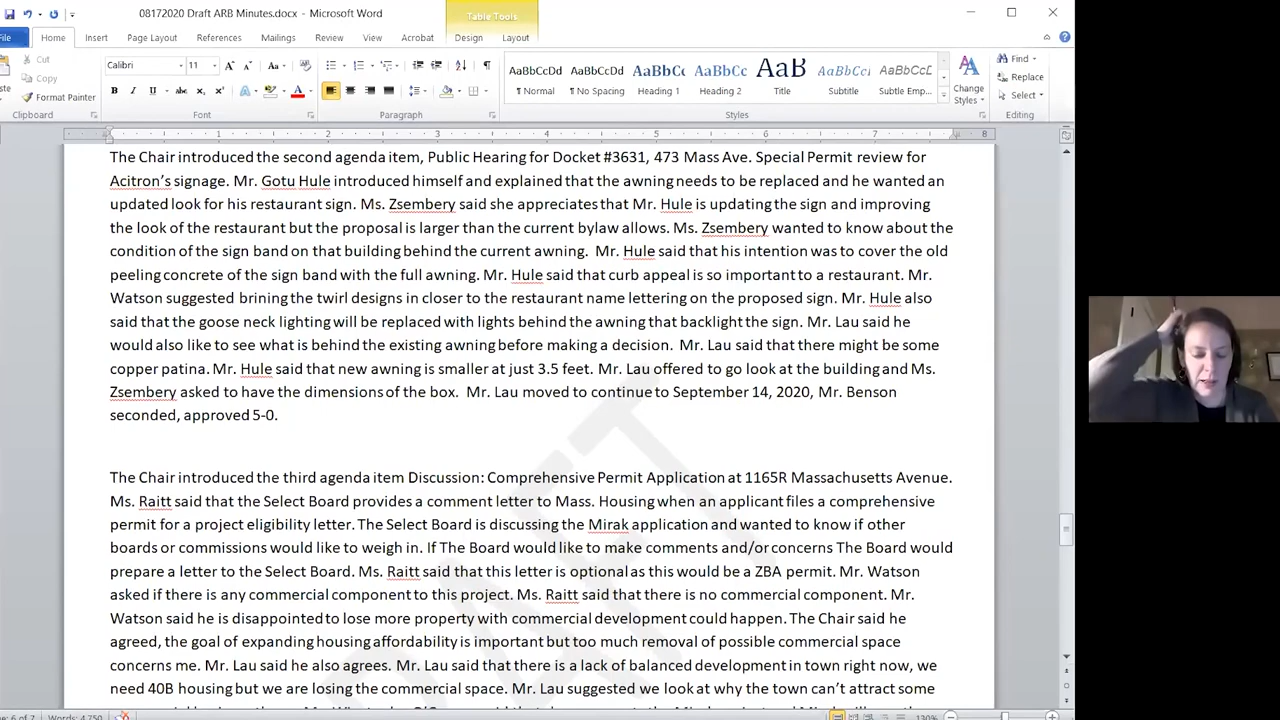 08172020 Draft ARB Minutes.docx - Microsoft Word
Table Tools
File Home Insert Page Layout References Mailings Review View Acrobat Design Layout
Cut
Copy
Format Painter
Clipboard
Calibri 11
Font
Paragraph
AaBbCcDd AaBbCcDd AaBbCc AaBbCc AaB AaBbCcL AaBbCcDL
¶ Normal ¶ No Spacing Heading 1 Heading 2 Title Subtitle Subtle Emp...
Change Styles
Styles
Find
Replace
Select
Editing
1 2 3 4 5 6 7 8
The Chair introduced the second agenda item, Public Hearing for Docket #3631, 473 Mass Ave. Special Permit review for
Acitron's signage. Mr. Gotu Hule introduced himself and explained that the awning needs to be replaced and he wanted an
updated look for his restaurant sign. Ms. Zsembery said she appreciates that Mr. Hule is updating the sign and improving
the look of the restaurant but the proposal is larger than the current bylaw allows. Ms. Zsembery wanted to know about the
condition of the sign band on that building behind the current awning. Mr. Hule said that his intention was to cover the old
peeling concrete of the sign band with the full awning. Mr. Hule said that curb appeal is so important to a restaurant. Mr.
Watson suggested brining the twirl designs in closer to the restaurant name lettering on the proposed sign. Mr. Hule also
said that the goose neck lighting will be replaced with lights behind the awning that backlight the sign. Mr. Lau said he
would also like to see what is behind the existing awning before making a decision. Mr. Lau said that there might be some
copper patina. Mr. Hule said that new awning is smaller at just 3.5 feet. Mr. Lau offered to go look at the building and Ms.
Zsembery asked to have the dimensions of the box. Mr. Lau moved to continue to September 14, 2020, Mr. Benson
seconded, approved 5-0.
The Chair introduced the third agenda item Discussion: Comprehensive Permit Application at 1165R Massachusetts Avenue.
Ms. Raitt said that the Select Board provides a comment letter to Mass. Housing when an applicant files a comprehensive
permit for a project eligibility letter. The Select Board is discussing the Mirak application and wanted to know if other
boards or commissions would like to weigh in. If The Board would like to make comments and/or concerns The Board would
prepare a letter to the Select Board. Ms. Raitt said that this letter is optional as this would be a ZBA permit. Mr. Watson
asked if there is any commercial component to this project. Ms. Raitt said that there is no commercial component. Mr.
Watson said he is disappointed to lose more property with commercial development could happen. The Chair said he
agreed, the goal of expanding housing affordability is important but too much removal of possible commercial space
concerns me. Mr. Lau said he also agrees. Mr. Lau said that there is a lack of balanced development in town right now, we
need 40B housing but we are losing the commercial space. Mr. Lau suggested we look at why the town can't attract some
DRAFT
Words: 4,750
130%